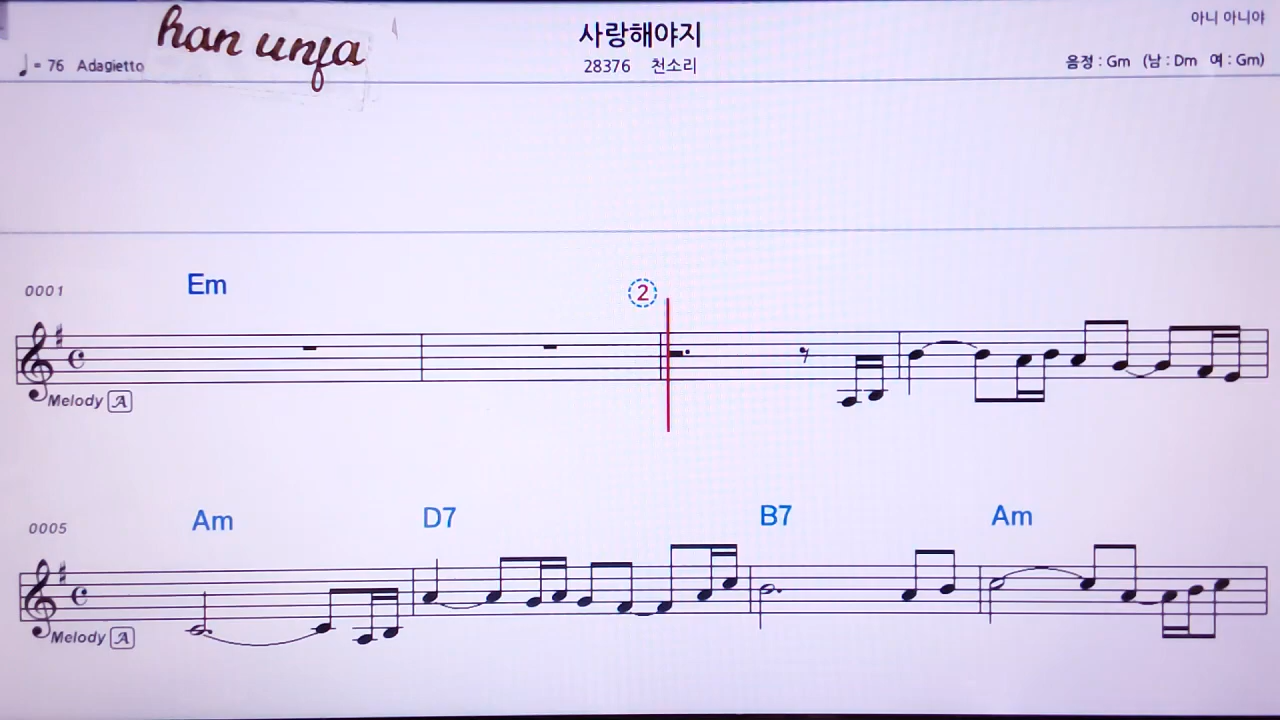 han unfa
사랑해야지
아니 아니야
♩= 76 Adagietto
28376 천소리
음정 : Gm (남 : Dm 여 : Gm)
0001 Em ②
Melody A
0005 Am D7 B7 Am
Melody A